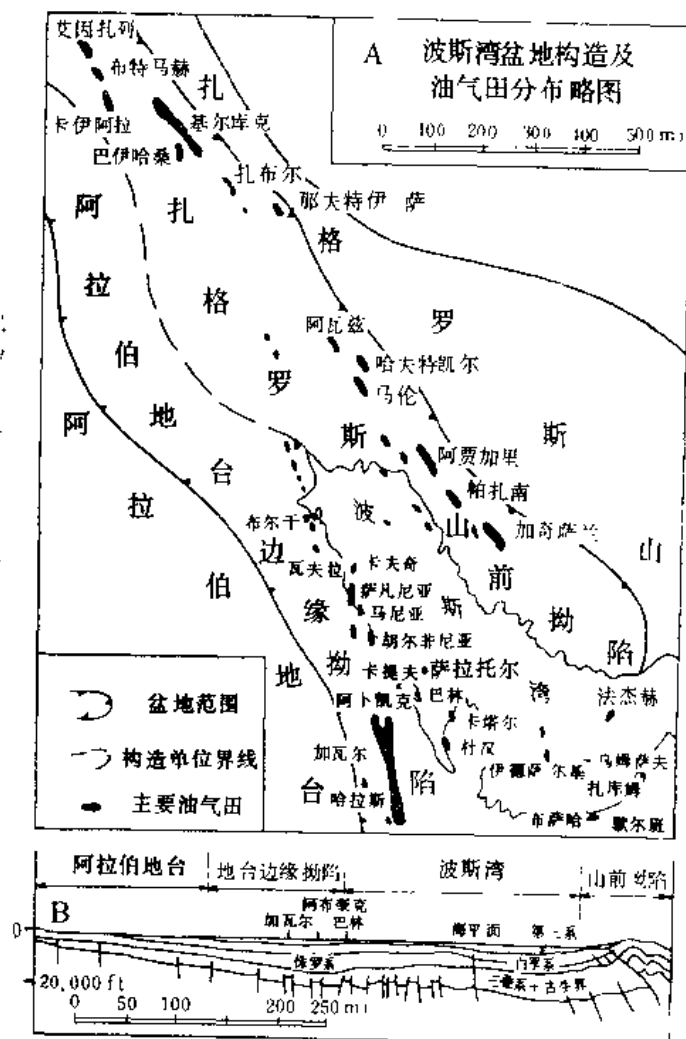 A 波斯湾盆地构造及
油气田分布略图
0 100 200 300 400 500 mi
艾因扎列
布特马赫
卡伊阿拉
基尔库克
巴伊哈桑
扎布尔
那夫特伊 萨
扎 格 罗 斯 山
扎 格 罗 斯 山 前 拗 陷
阿 拉 伯 地 台 边 缘 拗 陷
阿 拉 伯 地 台
阿瓦兹
哈夫特凯尔
马伦
阿贾加里
帕扎南
加奇萨兰
波 斯 湾
布尔干
瓦夫拉
卡夫奇
萨凡尼亚
马尼亚
胡尔菲尼亚
卡提夫
萨拉托尔
阿卜凯克
巴林
卡塔尔
杜汉
加瓦尔
哈拉斯
法杰赫
伊德萨 尔基
乌姆萨夫
扎库姆
布萨哈
默尔班
盆地范围
构造单位界线
主要油气田
阿拉伯地台
地台边缘拗陷
波斯湾
山前拗陷
B
加瓦尔
阿布凯克
巴林
海平面
第三系
0
侏罗系
白垩系
三叠系+古生界
20,000 ft
0 50 100 200 250 mi